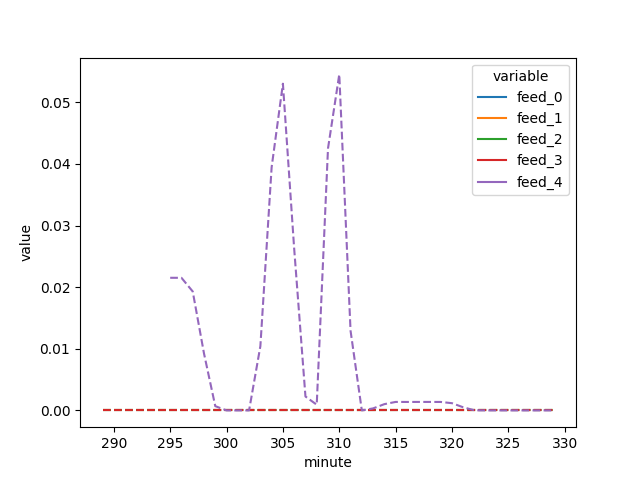 variable
feed_0
feed_1
feed_2
feed_3
feed_4
value
0.05
0.04
0.03
0.02
0.01
0.00
290 295 300 305 310 315 320 325 330
minute